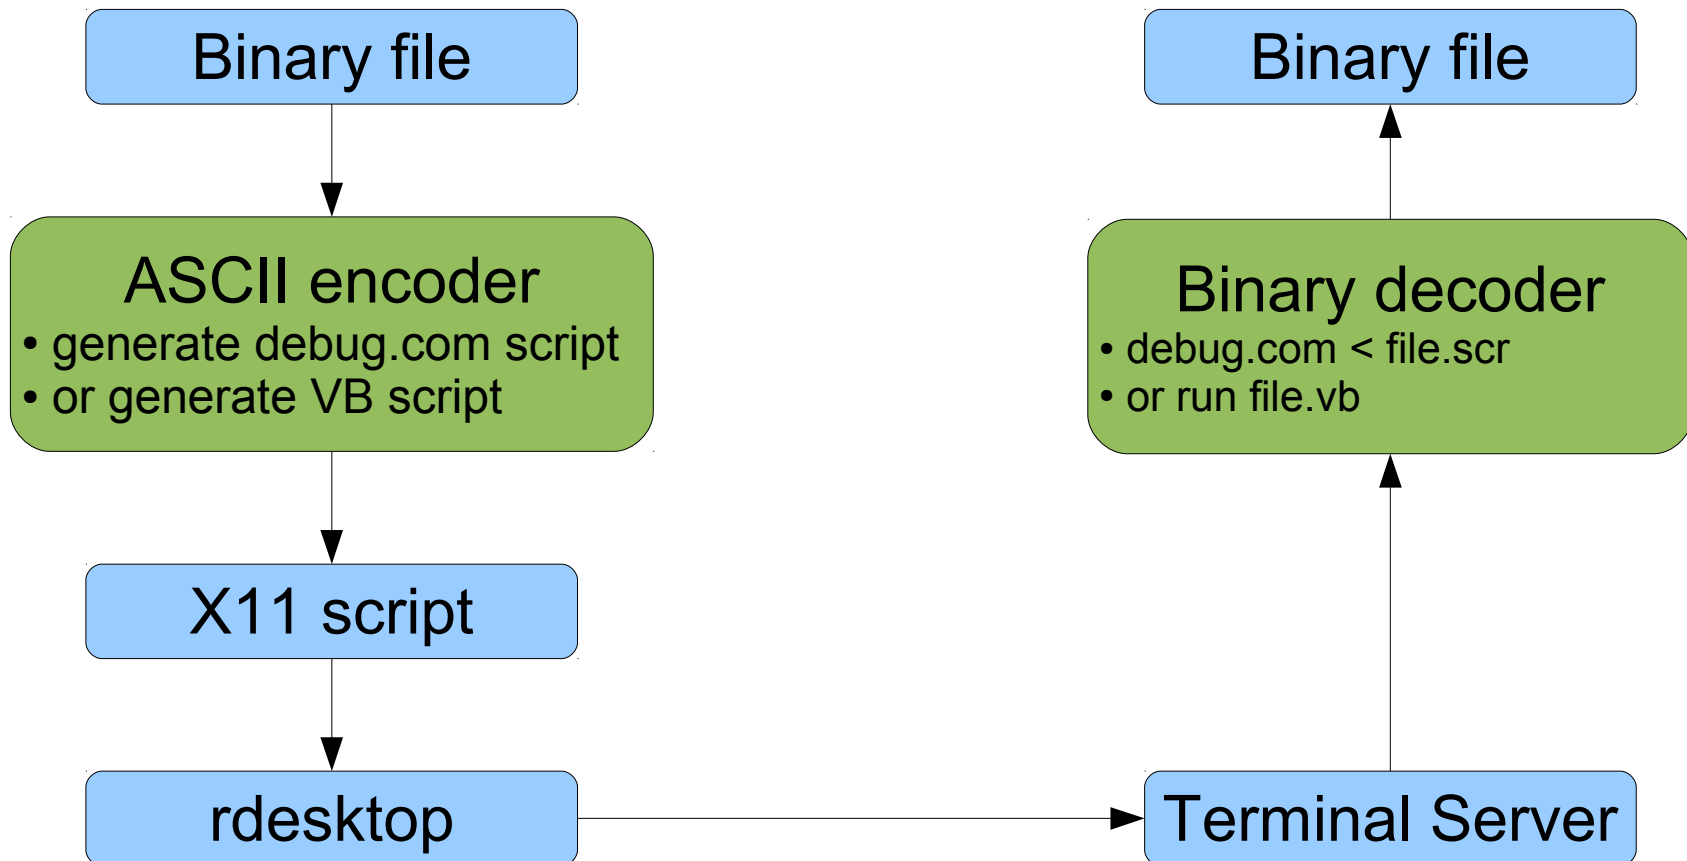 Binary file
ASCII encoder
• generate debug.com script
• or generate VB script
X11 script
rdesktop
Binary file
Binary decoder
• debug.com < file.scr
• or run file.vb
Terminal Server